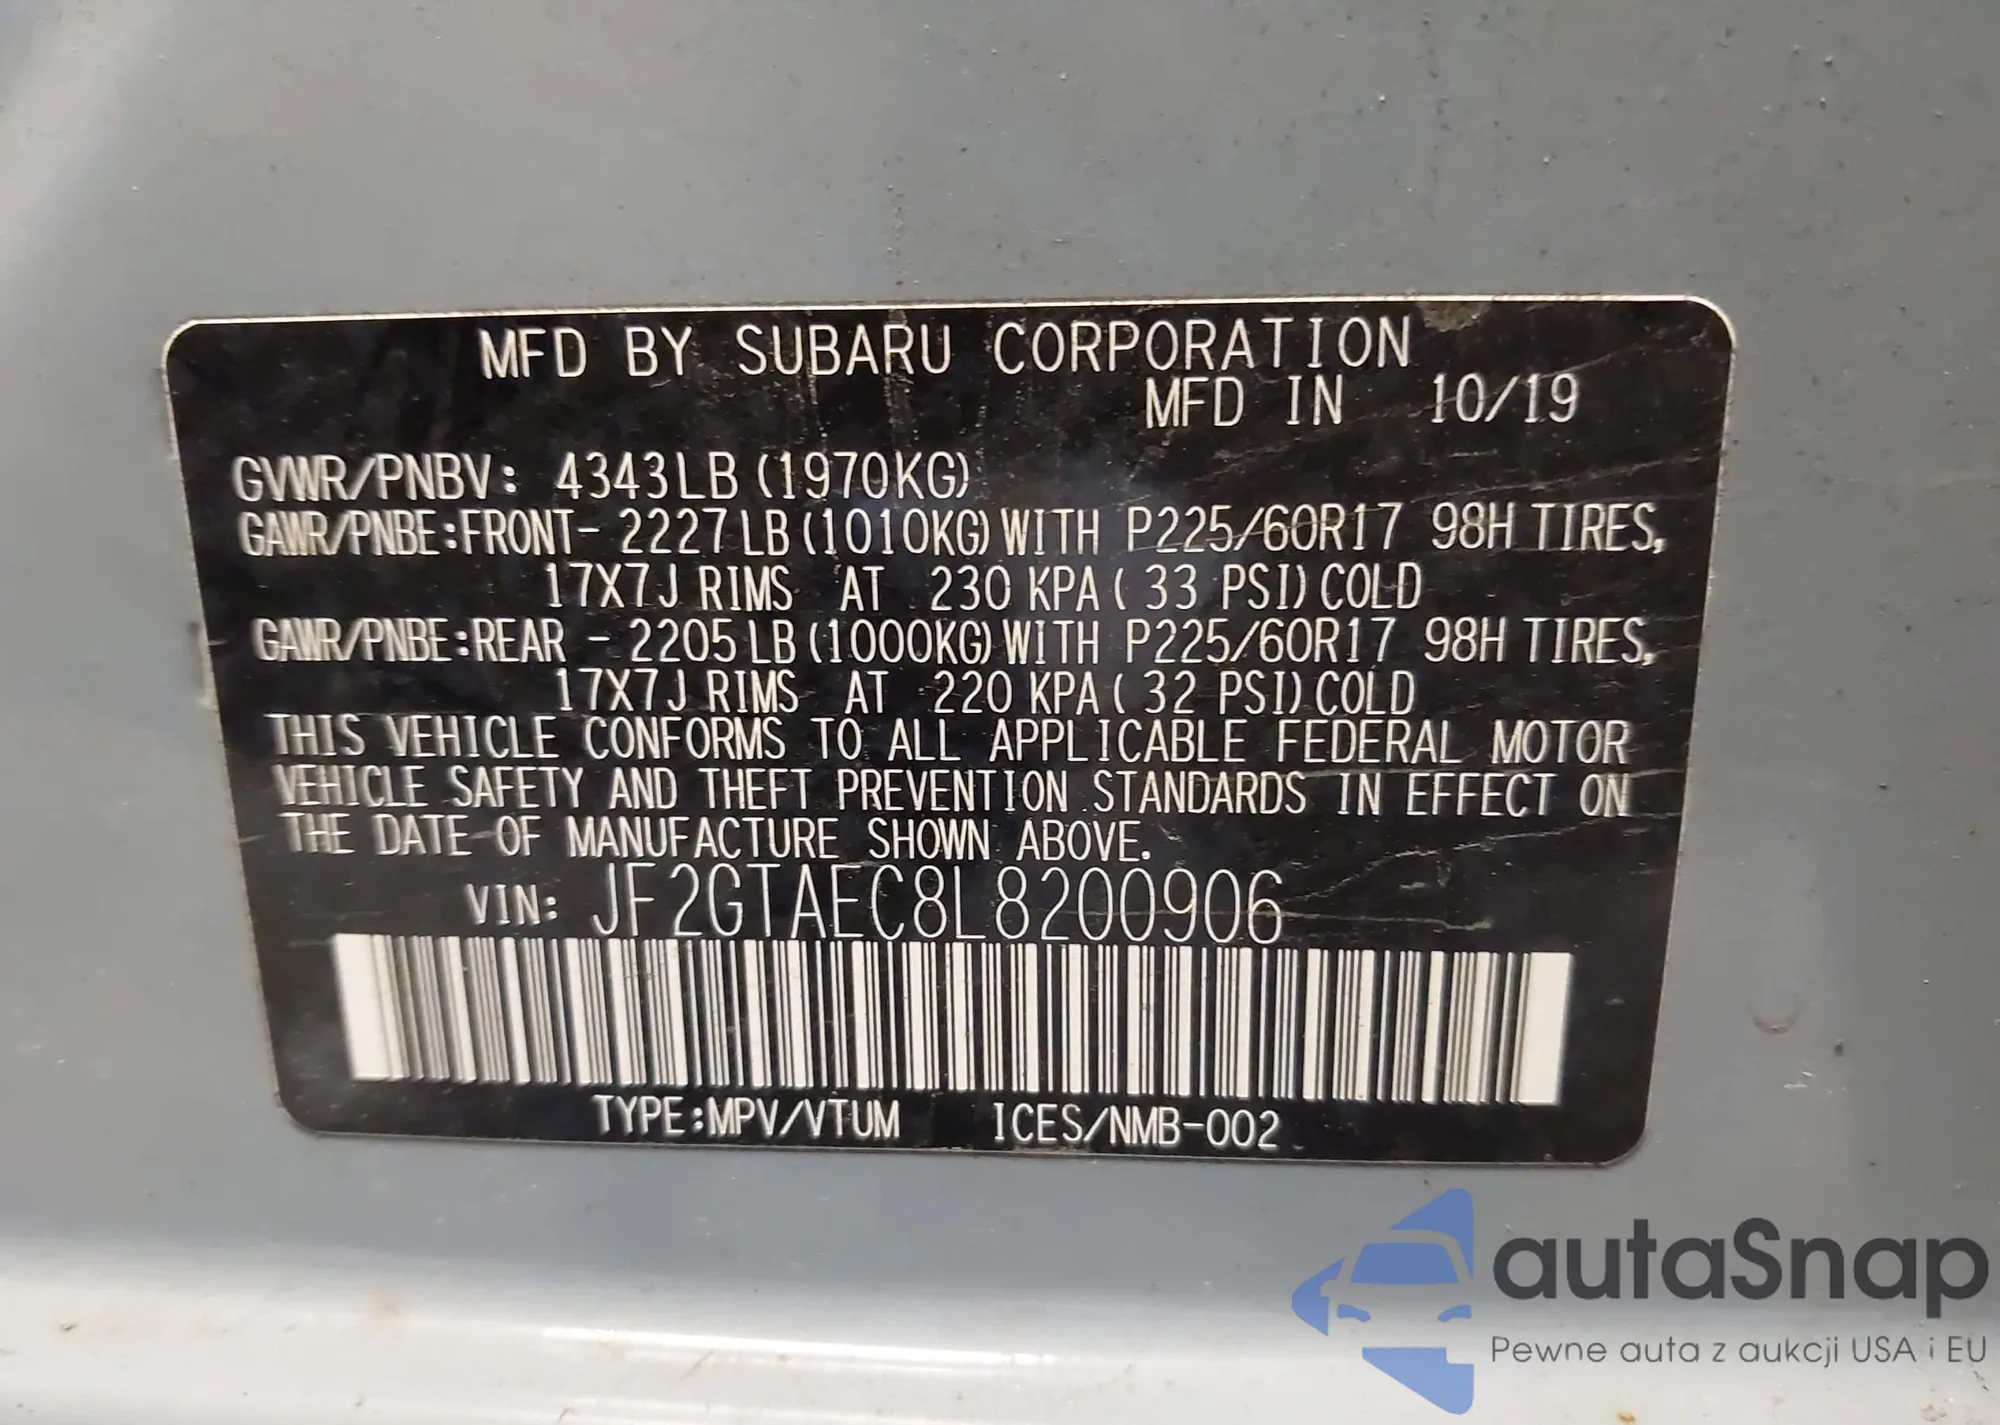 MFD BY SUBARU CORPORATION
MFD IN 10/19
GVWR/PNBV: 4343LB (1970KG)
GAWR/PNBE:FRONT- 2227LB (1010KG) WITH P225/60R17 98H TIRES,
17X7J RIMS AT 230 KPA ( 33 PSI) COLD
GAWR/PNBE:REAR - 2205LB (1000KG) WITH P225/60R17 98H TIRES,
17X7J RIMS AT 220 KPA ( 32 PSI) COLD
THIS VEHICLE CONFORMS TO ALL APPLICABLE FEDERAL MOTOR
VEHICLE SAFETY AND THEFT PREVENTION STANDARDS IN EFFECT ON
THE DATE OF MANUFACTURE SHOWN ABOVE.
VIN: JF2GTAEC8L8200906
TYPE:MPV/VTUM ICES/NMB-002
autaSnap
Pewne auta z aukcji USA i EU